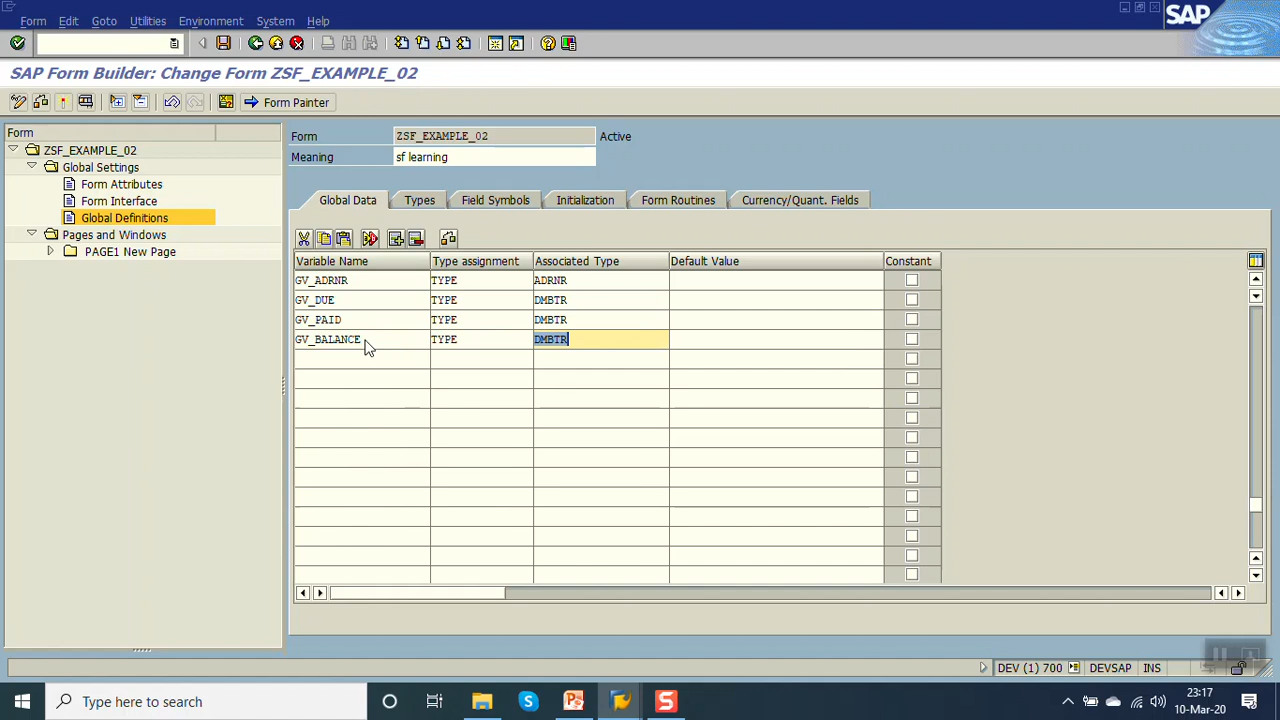 Form Edit Goto Utilities Environment System Help
SAP
SAP Form Builder: Change Form ZSF_EXAMPLE_02
Form Painter
Form
ZSF_EXAMPLE_02
Global Settings
Form Attributes
Form Interface
Global Definitions
Pages and Windows
PAGE1 New Page
Form ZSF_EXAMPLE_02 Active
Meaning sf learning
Global Data Types Field Symbols Initialization Form Routines Currency/Quant. Fields
Variable Name Type assignment Associated Type Default Value Constant
GV_ADRNR TYPE ADRNR
GV_DUE TYPE DMBTR
GV_PAID TYPE DMBTR
GV_BALANCE TYPE DMBTR
DEV (1) 700 DEVSAP INS
Type here to search
23:17
10-Mar-20